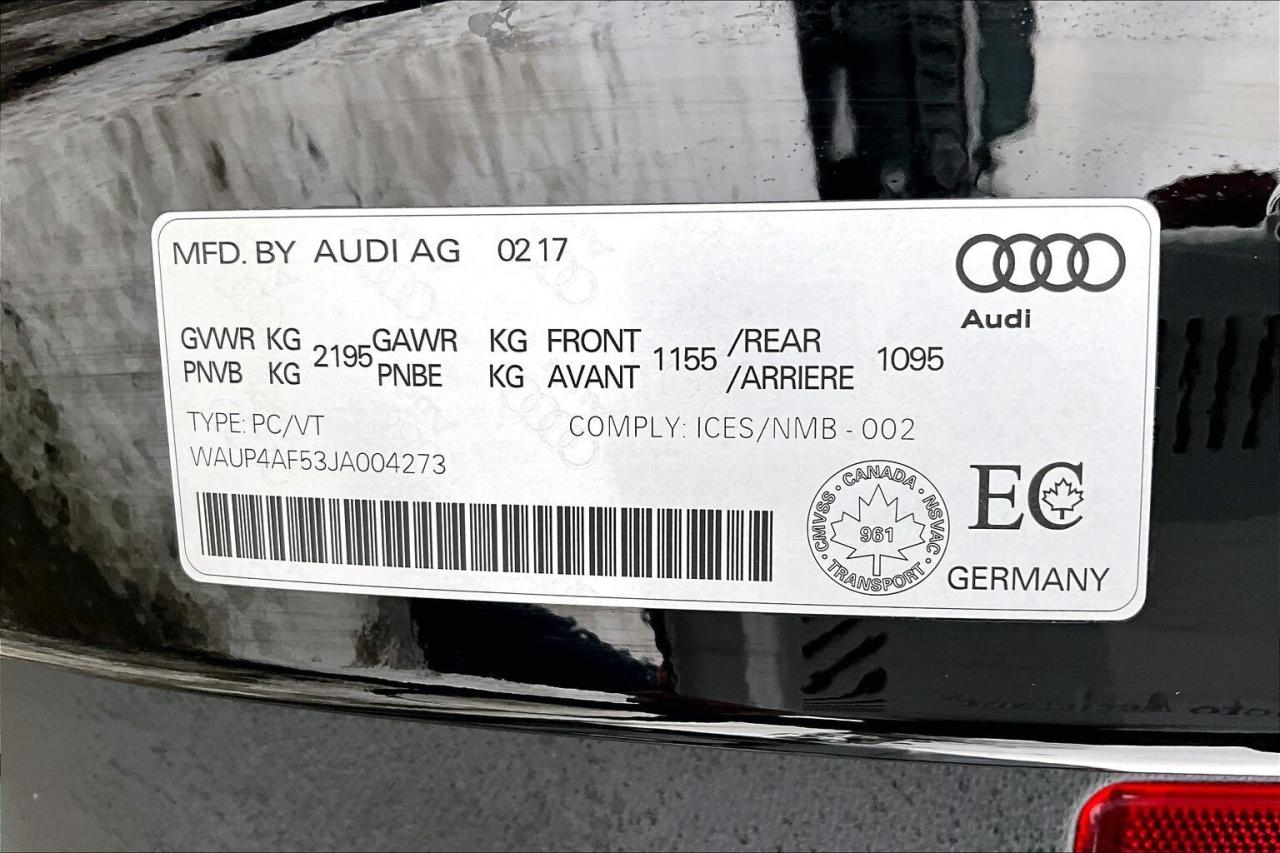 MFD. BY AUDI AG 02 17
Audi
GVWR KG 2195 GAWR KG FRONT 1155 /REAR 1095
PNVB KG PNBE KG AVANT /ARRIERE
TYPE: PC/VT COMPLY: ICES/NMB - 002
WAUP4AF53JA004273
CMVSS · CANADA · NSVAC · TRANSPORT ·
961
EC
GERMANY